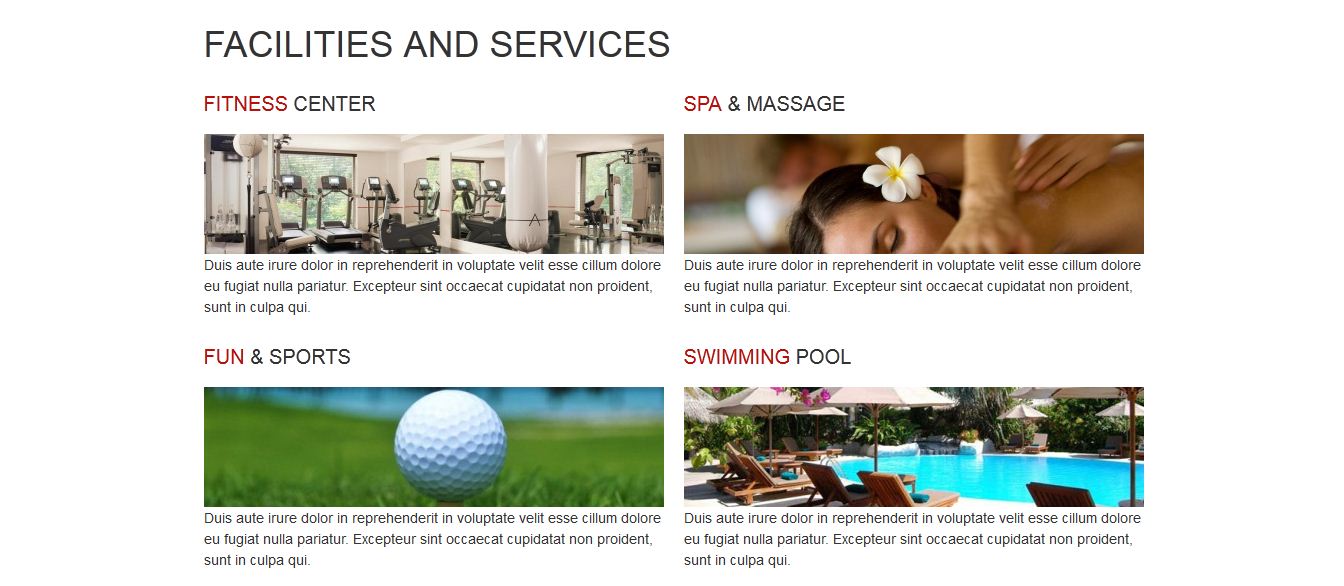 FACILITIES AND SERVICES
FITNESS CENTER
Duis aute irure dolor in reprehenderit in voluptate velit esse cillum dolore
eu fugiat nulla pariatur. Excepteur sint occaecat cupidatat non proident,
sunt in culpa qui.
SPA & MASSAGE
Duis aute irure dolor in reprehenderit in voluptate velit esse cillum dolore
eu fugiat nulla pariatur. Excepteur sint occaecat cupidatat non proident,
sunt in culpa qui.
FUN & SPORTS
Duis aute irure dolor in reprehenderit in voluptate velit esse cillum dolore
eu fugiat nulla pariatur. Excepteur sint occaecat cupidatat non proident,
sunt in culpa qui.
SWIMMING POOL
Duis aute irure dolor in reprehenderit in voluptate velit esse cillum dolore
eu fugiat nulla pariatur. Excepteur sint occaecat cupidatat non proident,
sunt in culpa qui.